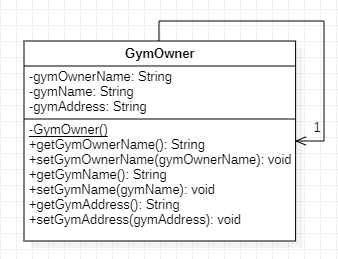 GymOwner
-gymOwnerName: String
-gymName: String
-gymAddress: String
1
-GymOwner()
+getGymOwnerName(): String
+setGymOwnerName(gymOwnerName): void
+getGymName(): String
+setGymName(gymName): void
+getGymAddress(): String
+setGymAddress(gymAddress): void